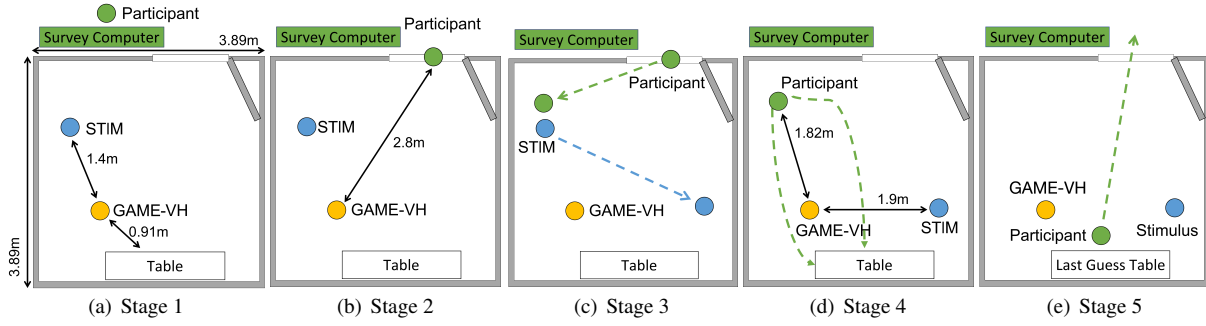 Participant
Survey Computer
3.89m
STIM
1.4m
GAME-VH
0.91m
Table
3.89m
(a) Stage 1
Participant
Survey Computer
STIM
2.8m
GAME-VH
Table
(b) Stage 2
Survey Computer
Participant
STIM
GAME-VH
Table
(c) Stage 3
Survey Computer
Participant
1.82m
1.9m
GAME-VH
STIM
Table
(d) Stage 4
Survey Computer
GAME-VH
Participant
Stimulus
Last Guess Table
(e) Stage 5